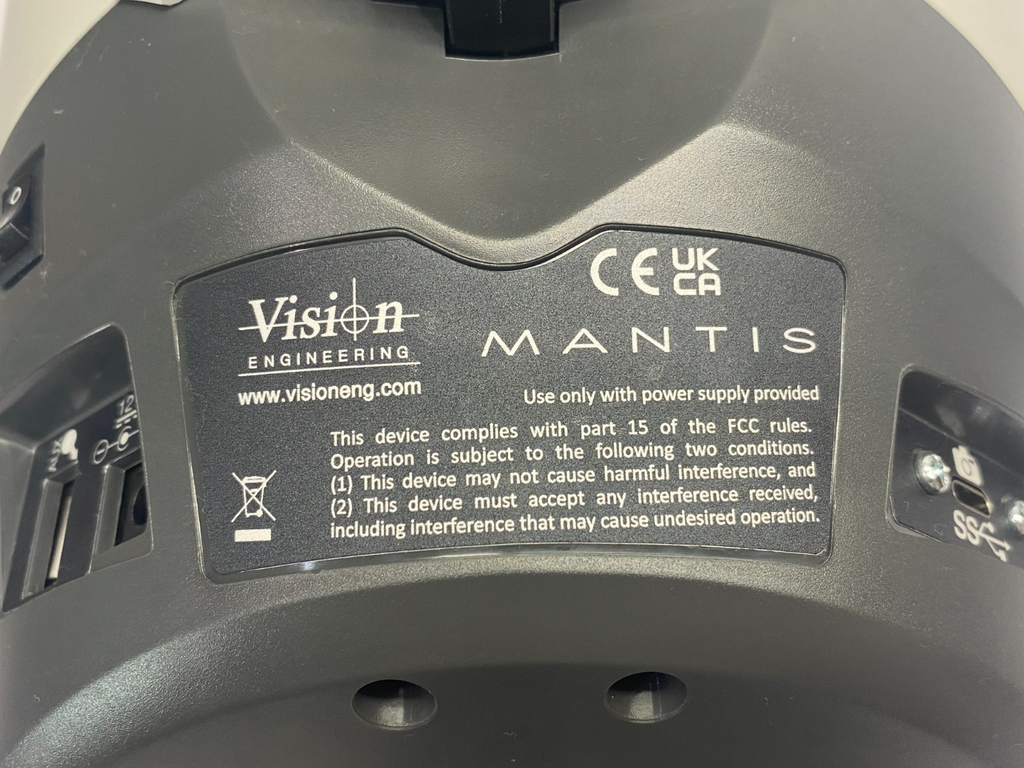 CE UK
CA
Vision
ENGINEERING
www.visioneng.com
MANTIS
Use only with power supply provided
This device complies with part 15 of the FCC rules.
Operation is subject to the following two conditions.
(1) This device may not cause harmful interference, and
(2) This device must accept any interference received,
including interference that may cause undesired operation.
12
SS